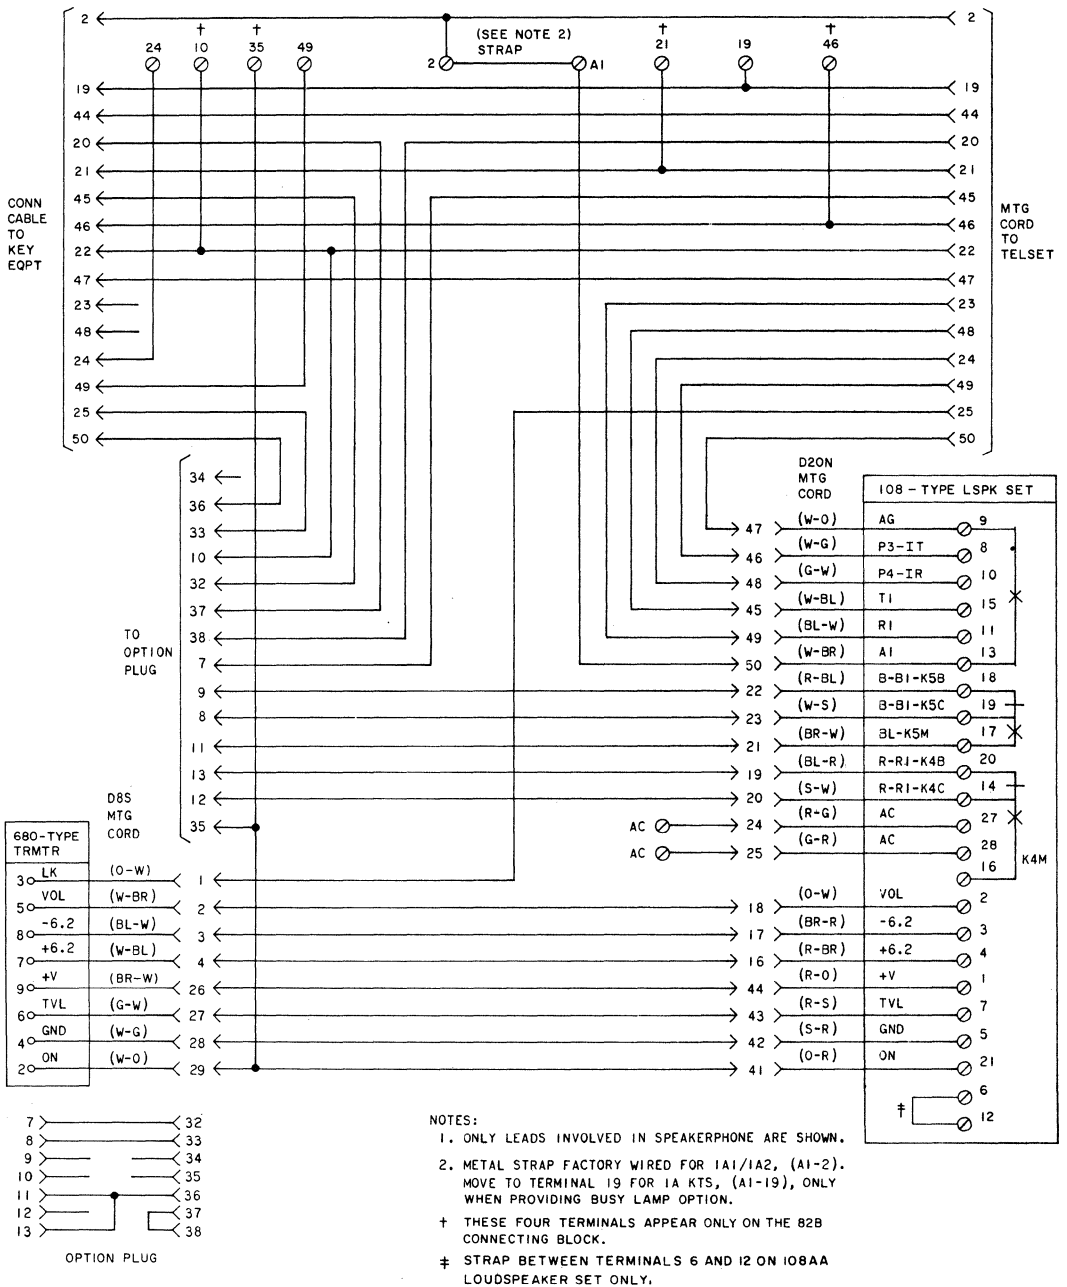 2 2
† † † †
(SEE NOTE 2)
STRAP
24 10 35 49 21 19 46
2 A1
19 19
44 44
20 20
21 21
45 45
CONN
CABLE
TO
KEY
EQPT
MTG
CORD
TO
TELSET
46 46
22 22
47 47
23 23
48 48
24 24
49 49
25 25
50 50
D20N
MTG
CORD
108-TYPE LSPK SET
TO
OPTION
PLUG
34
36
33 47 (W-O) AG 9
10 46 (W-G) P3-IT 8
32 48 (G-W) P4-IR 10
37 45 (W-BL) T1 15
38 49 (BL-W) R1 11
7 50 (W-BR) A1 13
9 22 (R-BL) B-B1-K5B 18
8 23 (W-S) B-B1-K5C 19
11 21 (BR-W) BL-K5M 17
13 19 (BL-R) R-R1-K4B 20
12 20 (S-W) R-R1-K4C 14
35 AC 24 (R-G) AC 27
AC 25 (G-R) AC 28
16
K4M
D8S
MTG
CORD
680-TYPE
TRMTR
3 LK (O-W) 1
5 VOL (W-BR) 2 18 (O-W) VOL 2
8 -6.2 (BL-W) 3 17 (BR-R) -6.2 3
7 +6.2 (W-BL) 4 16 (R-BR) +6.2 4
9 +V (BR-W) 26 44 (R-O) +V 1
6 TVL (G-W) 27 43 (R-S) TVL 7
4 GND (W-G) 28 42 (S-R) GND 5
2 ON (W-O) 29 41 (O-R) ON 21
6
‡
12
7 32
8 33
9 34
10 35
11 36
12 37
13 38
OPTION PLUG
NOTES:
1. ONLY LEADS INVOLVED IN SPEAKERPHONE ARE SHOWN.
2. METAL STRAP FACTORY WIRED FOR 1A1/1A2, (A1-2).
MOVE TO TERMINAL 19 FOR 1A KTS, (A1-19), ONLY
WHEN PROVIDING BUSY LAMP OPTION.
† THESE FOUR TERMINALS APPEAR ONLY ON THE 82B
CONNECTING BLOCK.
‡ STRAP BETWEEN TERMINALS 6 AND 12 ON 108AA
LOUDSPEAKER SET ONLY.